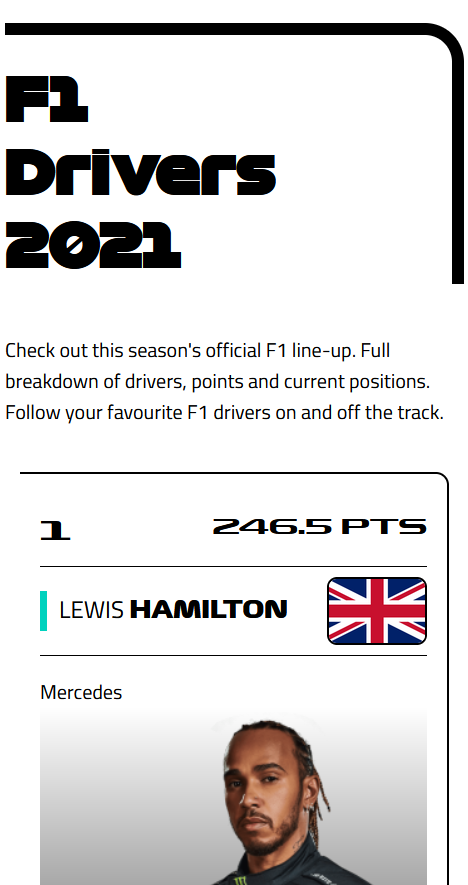 F1
Drivers
2021
Check out this season's official F1 line-up. Full
breakdown of drivers, points and current positions.
Follow your favourite F1 drivers on and off the track.
1 246.5 PTS
LEWIS HAMILTON
Mercedes